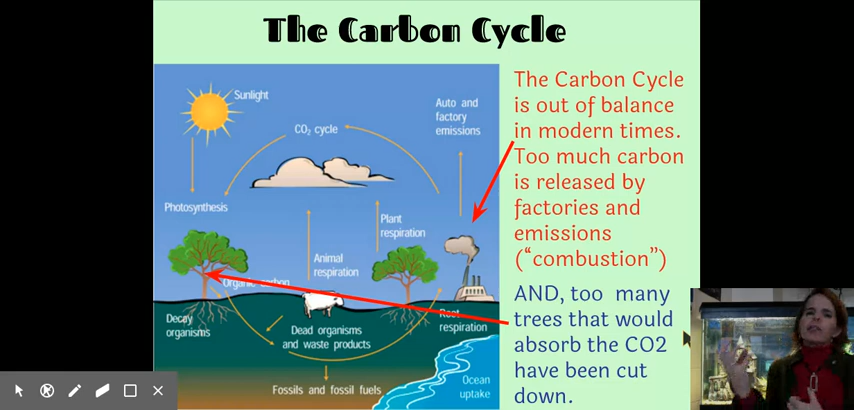 The Carbon Cycle
Sunlight
CO₂ cycle
Auto and
factory
emissions
Photosynthesis
Plant
respiration
Animal
respiration
Organic carbon
Decay
organisms
Dead organisms
and waste products
Root
respiration
Fossils and fossil fuels
Ocean
uptake
The Carbon Cycle
is out of balance
in modern times.
Too much carbon
is released by
factories and
emissions
(“combustion”)
AND, too many
trees that would
absorb the CO2
have been cut
down.